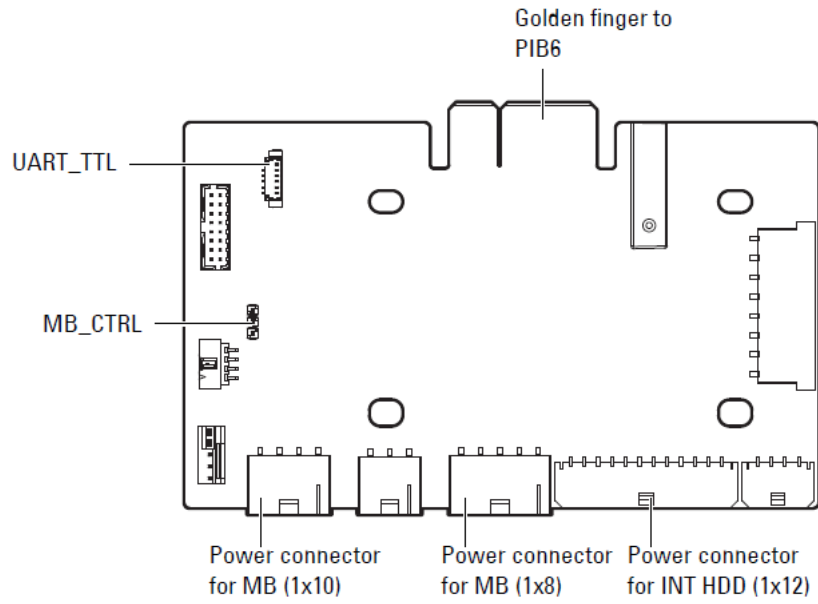 Golden finger to
PIB6
UART_TTL
MB_CTRL
Power connector
for MB (1x10)
Power connector
for MB (1x8)
Power connector
for INT HDD (1x12)